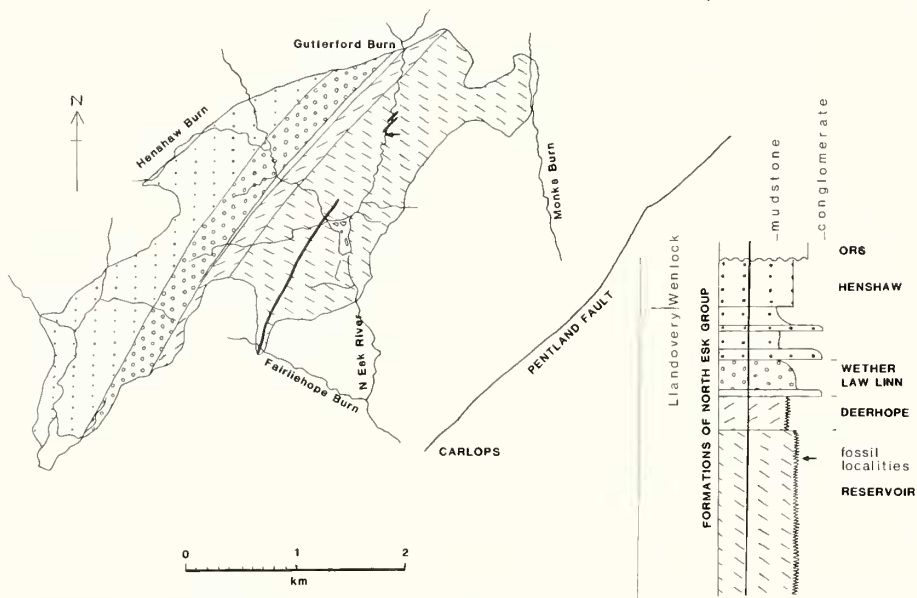 Gutterford Burn
N
Henshaw Burn
Monks Burn
N Esk River
Fairliehope Burn
PENTLAND FAULT
CARLOPS
0 1 2
km
Llandovery Wenlock
FORMATIONS OF NORTH ESK GROUP
mudstone
conglomerate
ORS
HENSHAW
WETHER
LAW LINN
DEERHOPE
fossil
localities
RESERVOIR